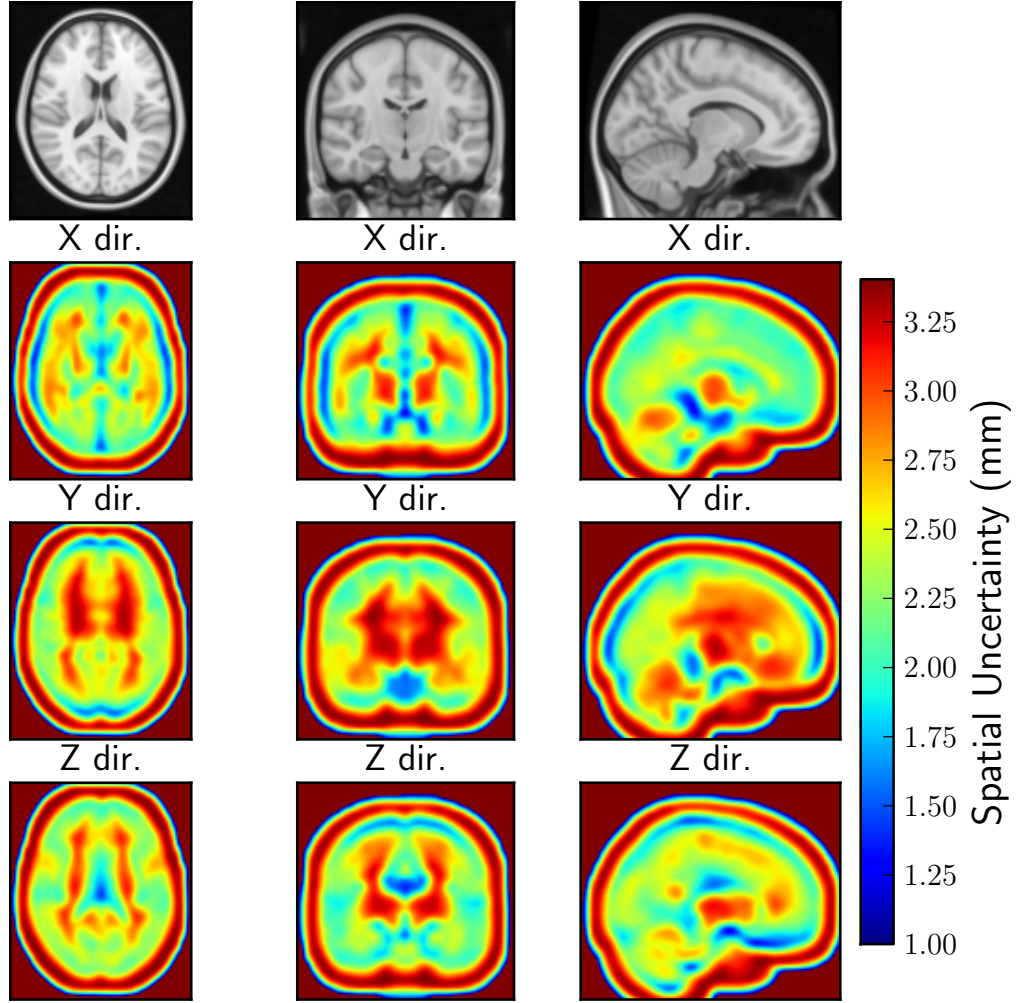 X dir. X dir. X dir.
Y dir. Y dir. Y dir.
Z dir. Z dir. Z dir.
3.25
3.00
2.75
2.50
2.25
2.00
1.75
1.50
1.25
1.00
Spatial Uncertainty (mm)